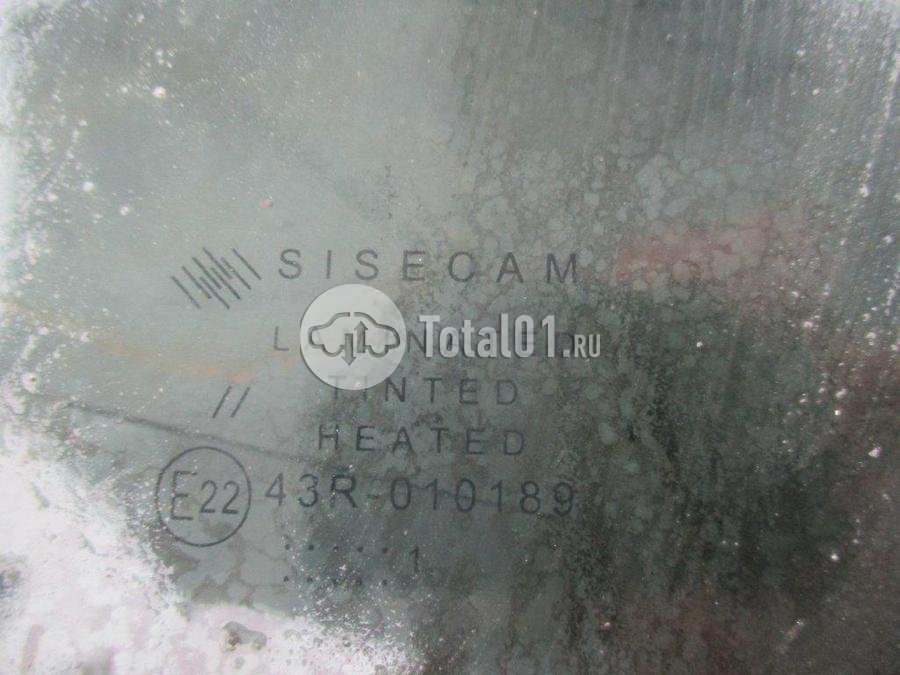 SISECAM
Total01.RU
TINTED
//
HEATED
E22 43R-010189
...... 1
......